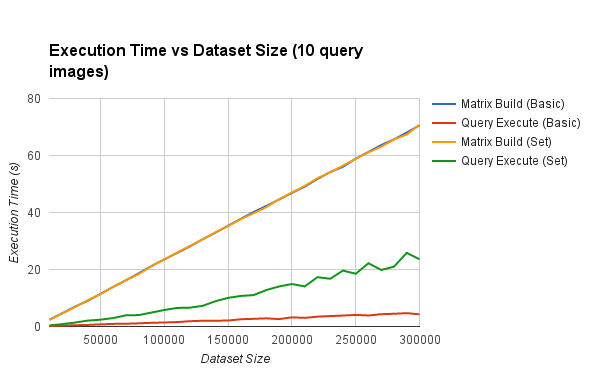 Execution Time vs Dataset Size (10 query
images)
80
60
40
20
0
Execution Time (s)
50000 100000 150000 200000 250000 300000
Dataset Size
Matrix Build (Basic)
Query Execute (Basic)
Matrix Build (Set)
Query Execute (Set)